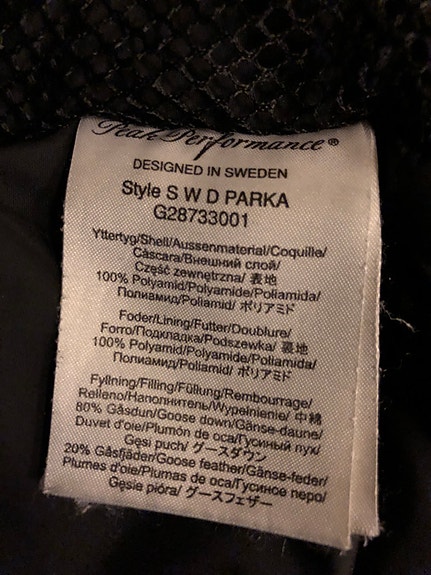 Peak Performance®
DESIGNED IN SWEDEN
Style S W D PARKA
G28733001
Yttertyg/Shell/Aussenmaterial/Coquille/
Càscara/Внешний слой/
Część zewnętrzna/ 表地
100% Polyamid/Polyamide/Poliamida/
Полиамид/Poliamid/ ポリアミド
Foder/Lining/Futter/Doublure/
Forro/Подкладка/Podszewka/ 裏地
100% Polyamid/Polyamide/Poliamida/
Полиамид/Poliamid/ ポリアミド
Fyllning/Filling/Füllung/Rembourrage/
Relleno/Наполнитель/Wypełnienie/ 中綿
80% Gåsdun/Goose down/Gänse-daune/
Duvet d'oie/Plumón de oca/Гусиный пух/
Gęsi puch/ グースダウン
20% Gåsfjäder/Goose feather/Gänse-feder/
Plumes d'oie/Plumas de oca/Гусиное перо/
Gęsie pióra/ グースフェザー